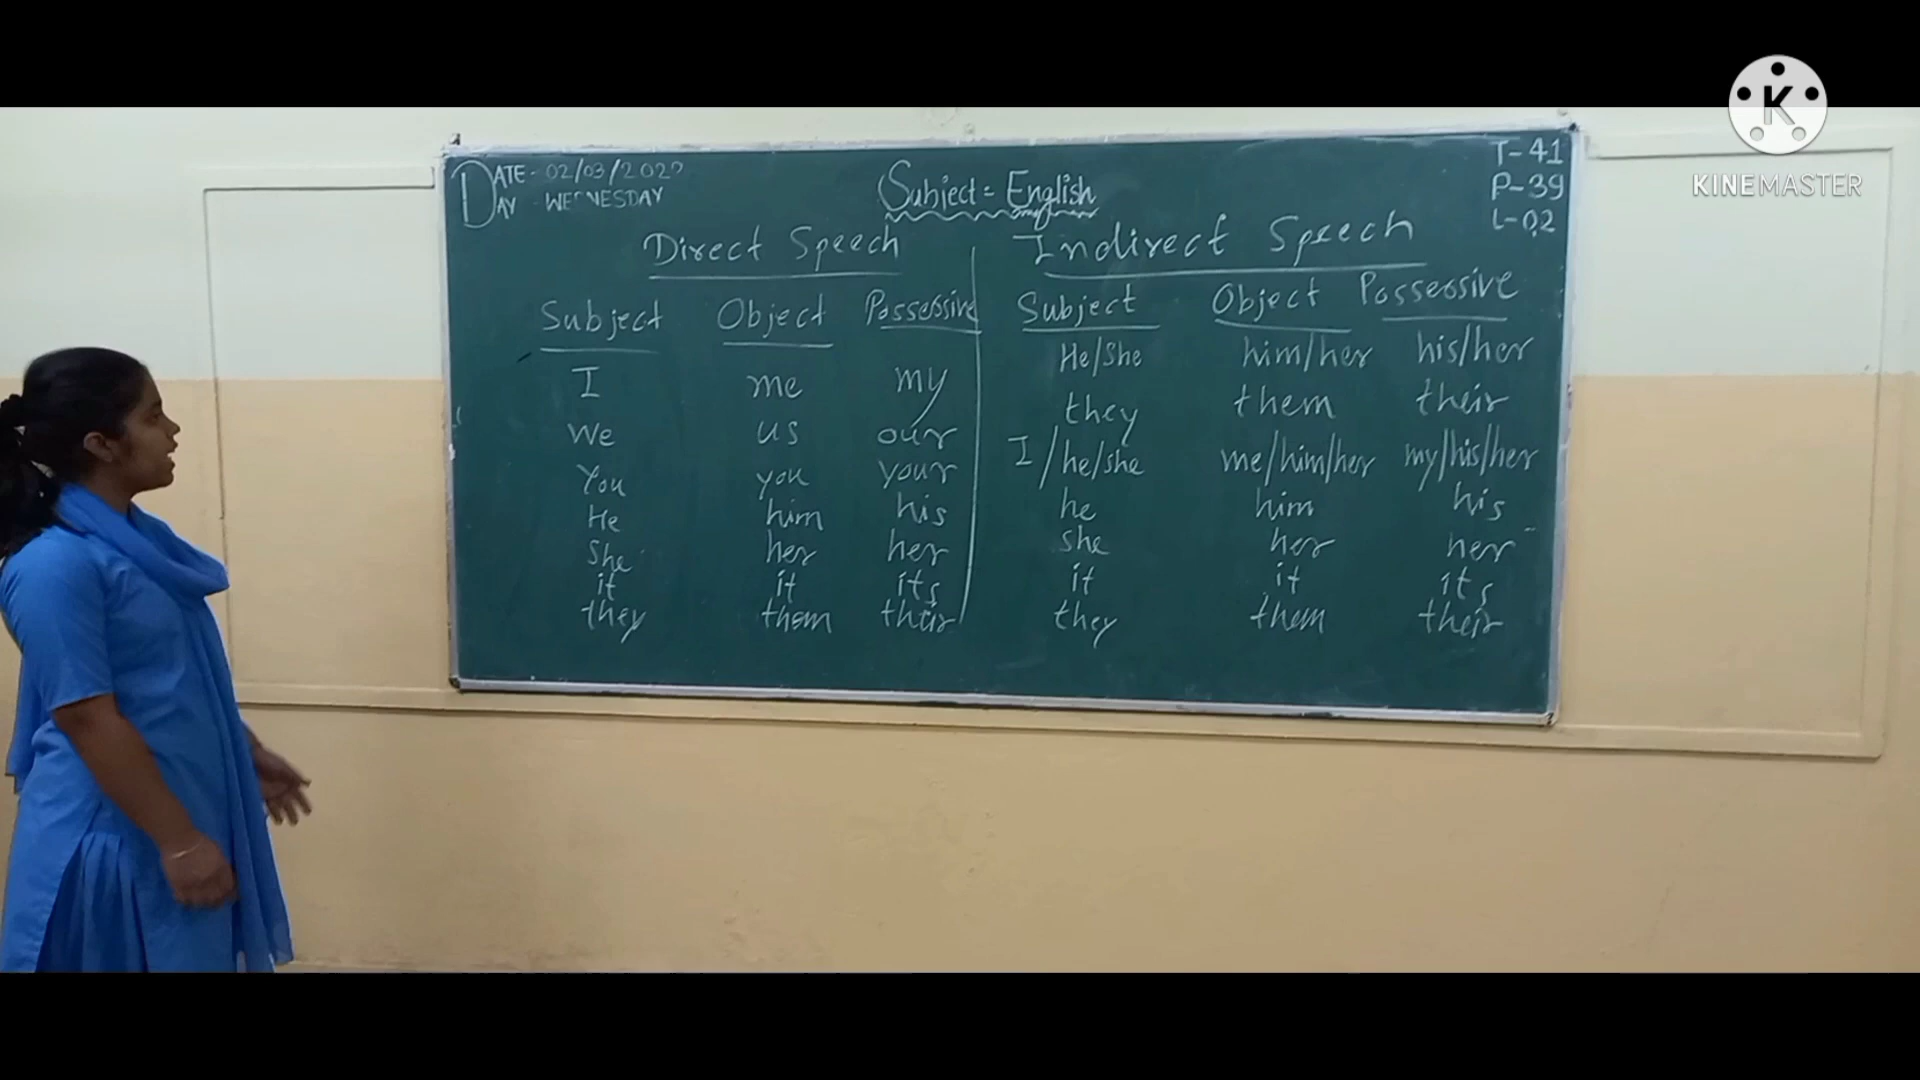 DATE - 02/03/2022
DAY - WEDNESDAY
Subject = English
T-41
P-39
L-02
KINEMASTER
Direct Speech | Indirect Speech
Subject Object Possessive Subject Object Possessive
I me my He/She him/her his/her
We us our they them their
You you your I/he/she me/him/her my/his/her
He him his he him his
She her her she her her
it it its it it its
they them their they them their